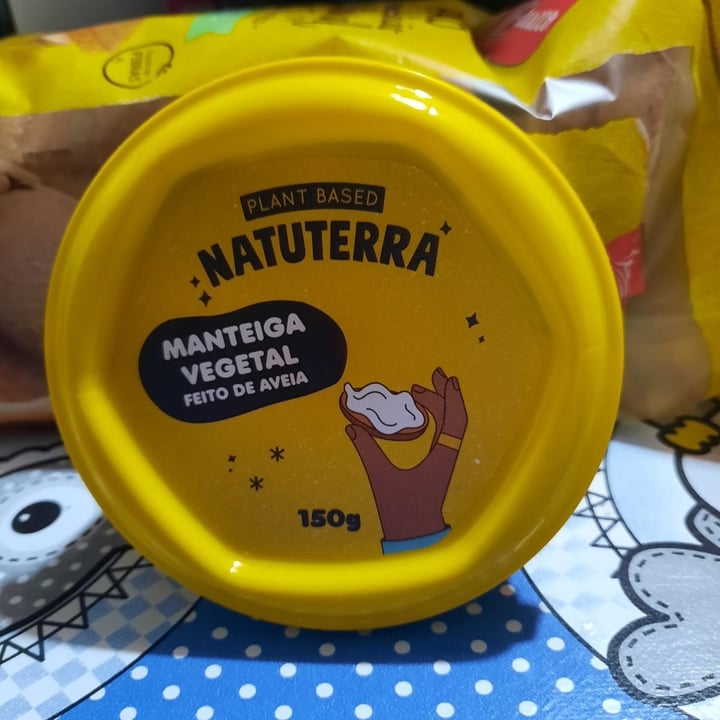 PLANT BASED
NATUTERRA
MANTEIGA
VEGETAL
FEITO DE AVEIA
150g